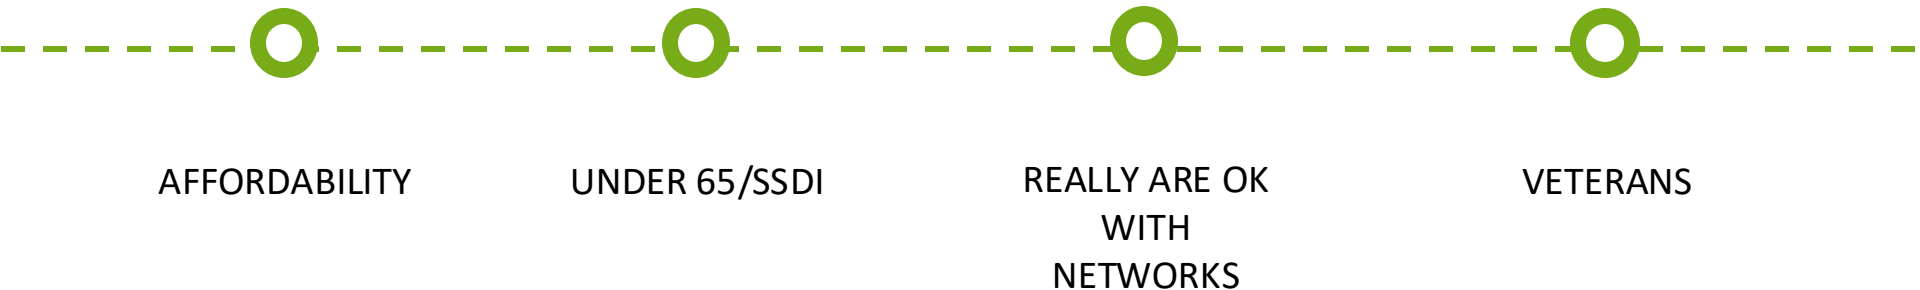 AFFORDABILITY
UNDER 65/SSDI
REALLY ARE OK
WITH
NETWORKS
VETERANS